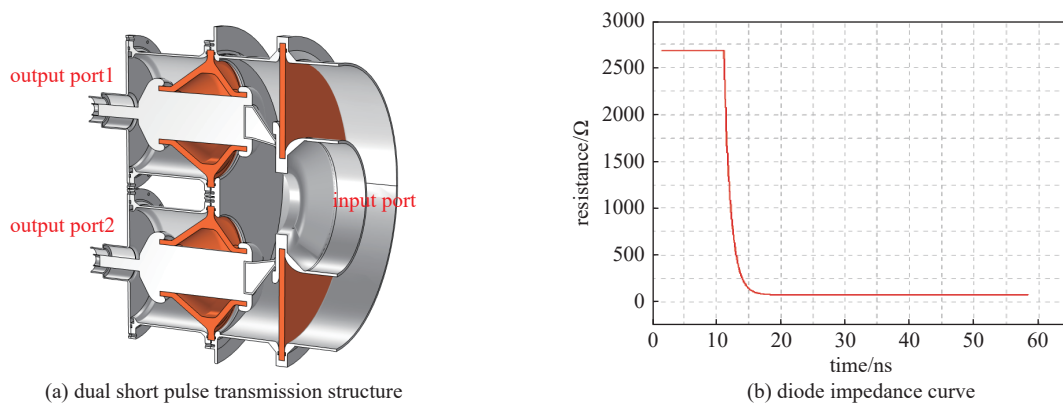 output port1
output port2
input port
(a) dual short pulse transmission structure
3000
2500
2000
1500
1000
500
0
resistance/Ω
0 10 20 30 40 50 60
time/ns
(b) diode impedance curve